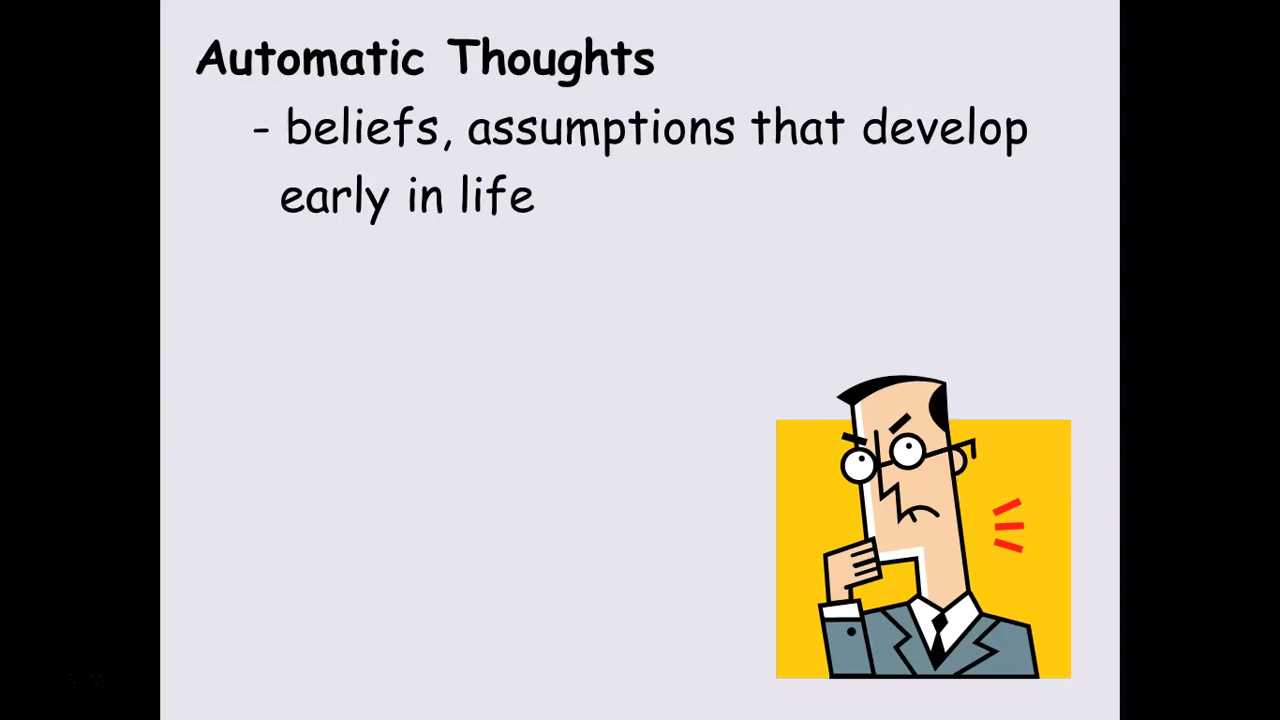 Automatic Thoughts
- beliefs, assumptions that develop
early in life